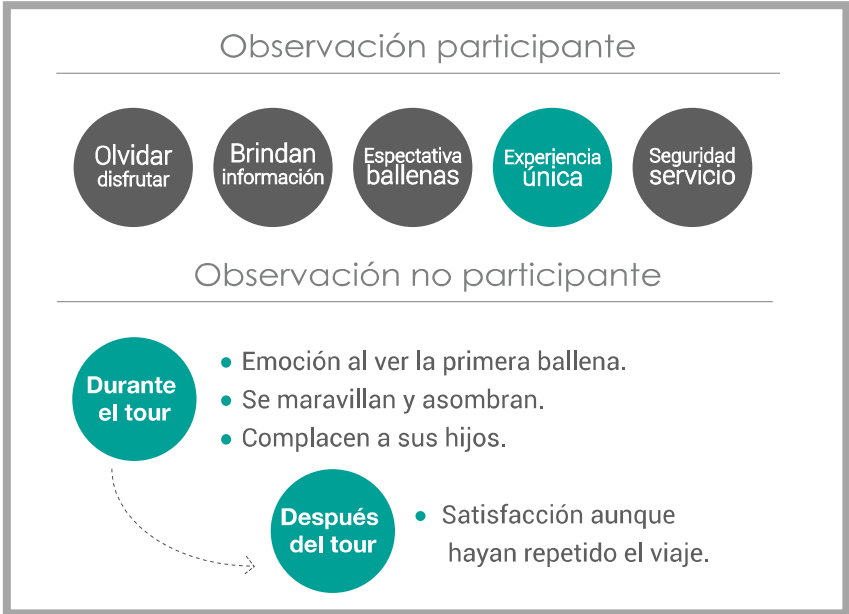 Observación participante
Olvidar
disfrutar
Brindan
información
Espectativa
ballenas
Experiencia
única
Seguridad
servicio
Observación no participante
Durante
el tour
• Emoción al ver la primera ballena.
• Se maravillan y asombran.
• Complacen a sus hijos.
Después
del tour
• Satisfacción aunque
hayan repetido el viaje.